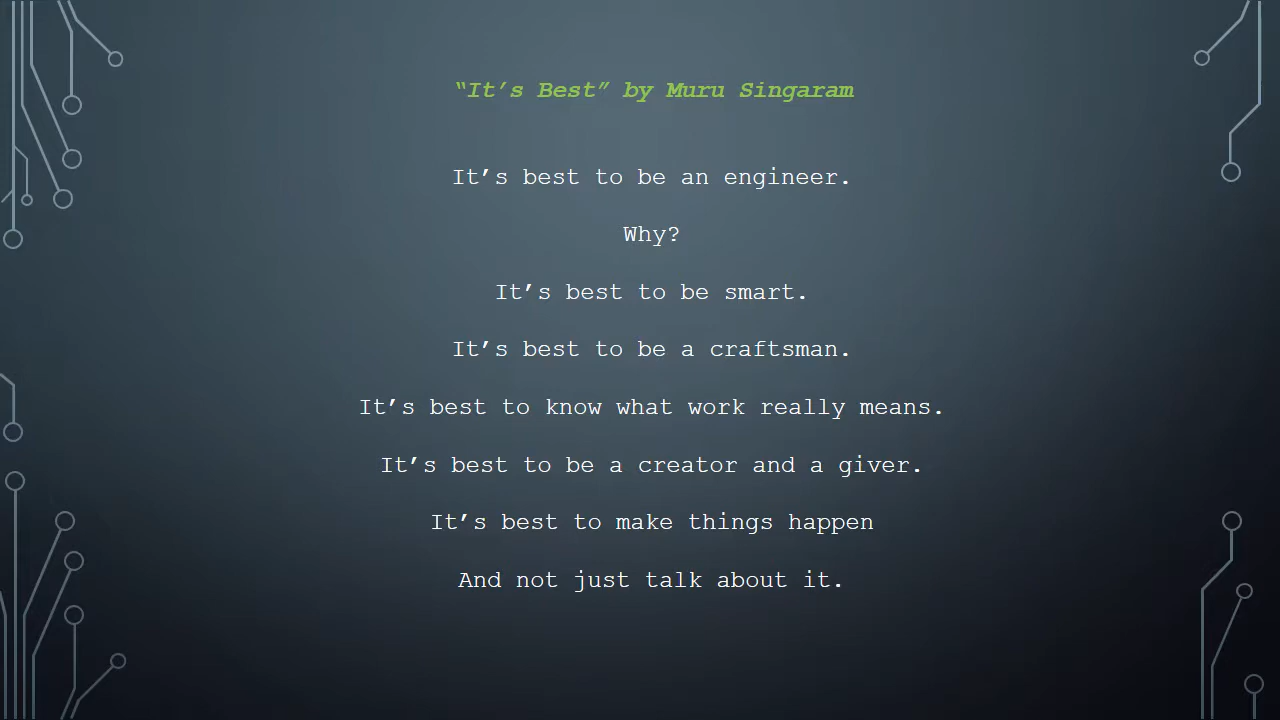 “It’s Best” by Muru Singaram
It’s best to be an engineer.
Why?
It’s best to be smart.
It’s best to be a craftsman.
It’s best to know what work really means.
It’s best to be a creator and a giver.
It’s best to make things happen
And not just talk about it.